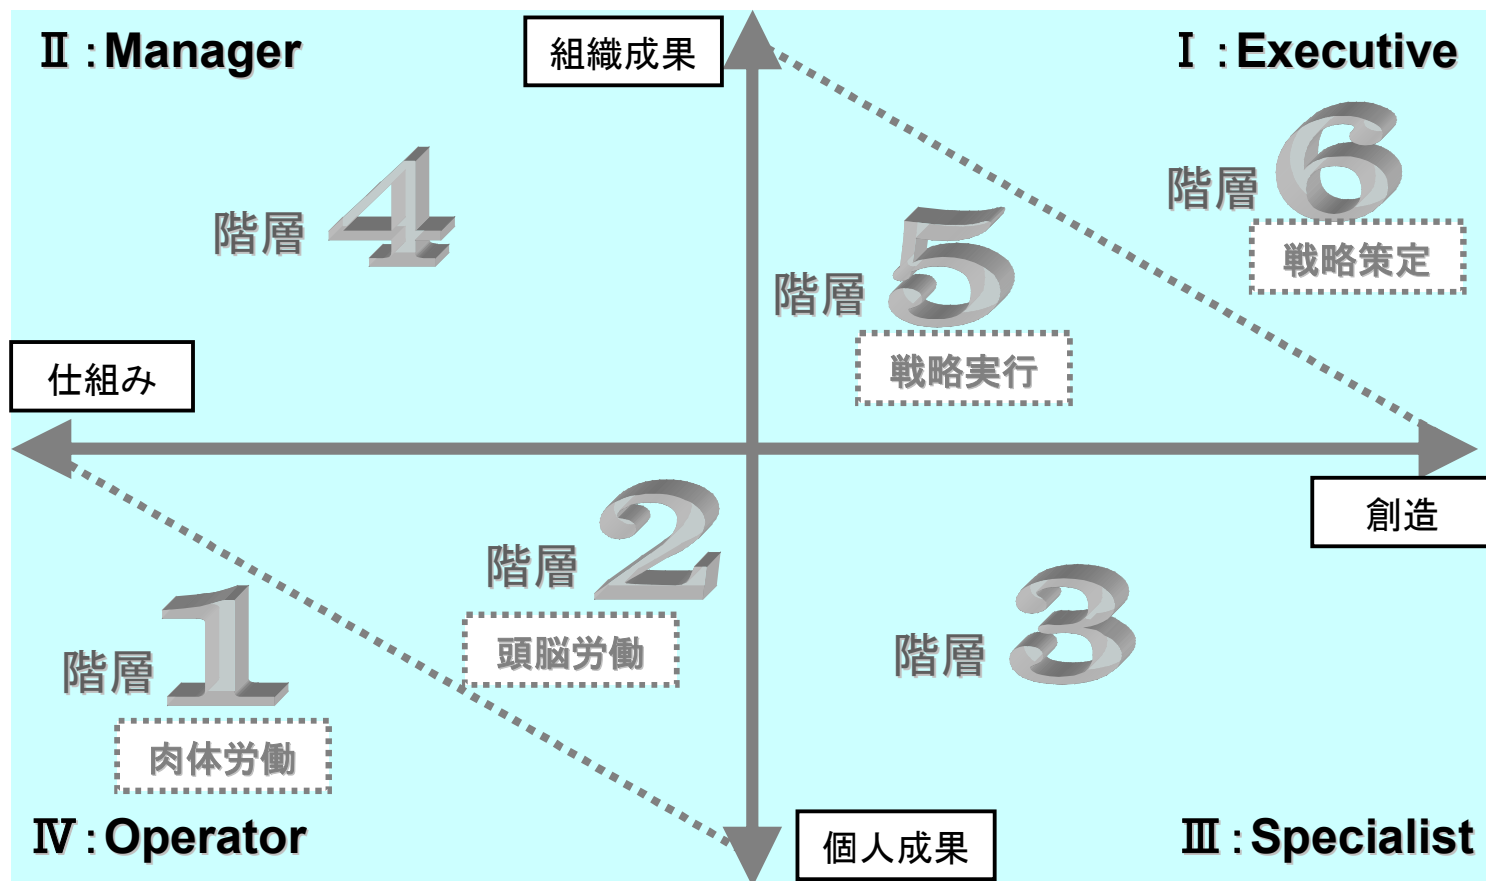 Ⅱ：Manager
組織成果
Ⅰ：Executive
階層 4
階層 5
戦略実行
階層 6
戦略策定
仕組み
創造
階層 1
肉体労働
階層 2
頭脳労働
階層 3
Ⅳ：Operator
個人成果
Ⅲ：Specialist